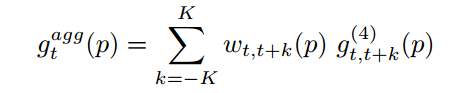 $g_t^{agg}(p) = \sum_{k=-K}^{K} w_{t,t+k}(p) \; g_{t,t+k}^{(4)}(p)$